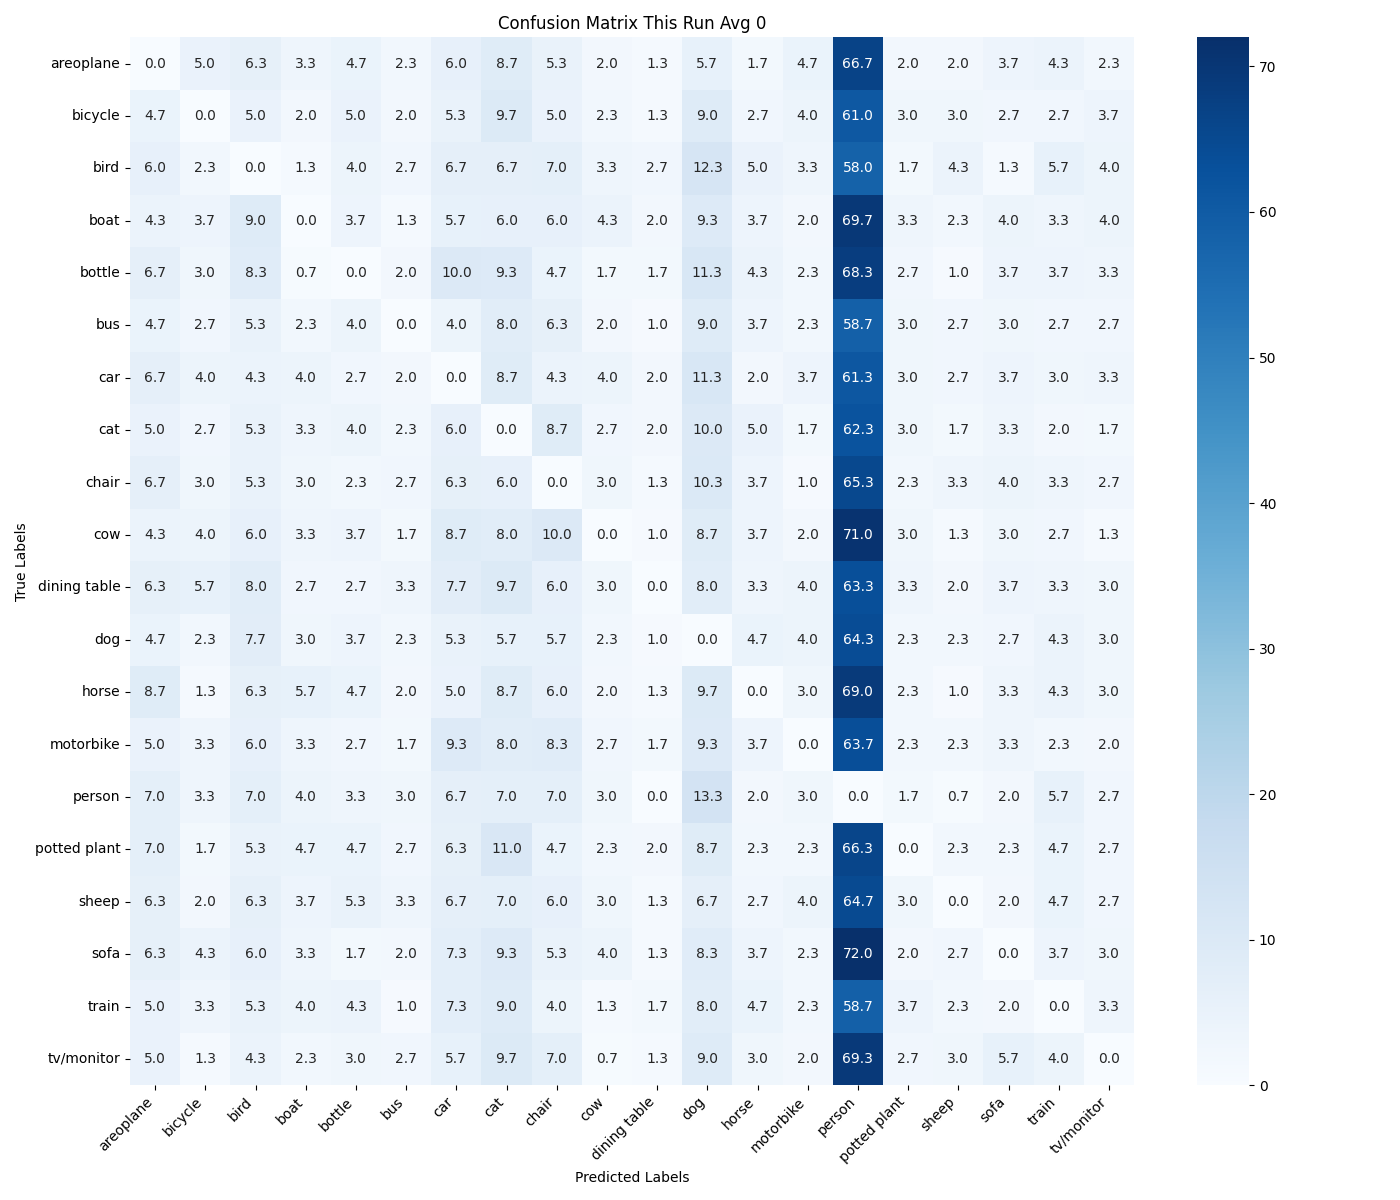 Confusion Matrix This Run Avg 0
areoplane 0.0 5.0 6.3 3.3 4.7 2.3 6.0 8.7 5.3 2.0 1.3 5.7 1.7 4.7 66.7 2.0 2.0 3.7 4.3 2.3
bicycle 4.7 0.0 5.0 2.0 5.0 2.0 5.3 9.7 5.0 2.3 1.3 9.0 2.7 4.0 61.0 3.0 3.0 2.7 2.7 3.7
bird 6.0 2.3 0.0 1.3 4.0 2.7 6.7 6.7 7.0 3.3 2.7 12.3 5.0 3.3 58.0 1.7 4.3 1.3 5.7 4.0
boat 4.3 3.7 9.0 0.0 3.7 1.3 5.7 6.0 6.0 4.3 2.0 9.3 3.7 2.0 69.7 3.3 2.3 4.0 3.3 4.0
bottle 6.7 3.0 8.3 0.7 0.0 2.0 10.0 9.3 4.7 1.7 1.7 11.3 4.3 2.3 68.3 2.7 1.0 3.7 3.7 3.3
bus 4.7 2.7 5.3 2.3 4.0 0.0 4.0 8.0 6.3 2.0 1.0 9.0 3.7 2.3 58.7 3.0 2.7 3.0 2.7 2.7
car 6.7 4.0 4.3 4.0 2.7 2.0 0.0 8.7 4.3 4.0 2.0 11.3 2.0 3.7 61.3 3.0 2.7 3.7 3.0 3.3
cat 5.0 2.7 5.3 3.3 4.0 2.3 6.0 0.0 8.7 2.7 2.0 10.0 5.0 1.7 62.3 3.0 1.7 3.3 2.0 1.7
chair 6.7 3.0 5.3 3.0 2.3 2.7 6.3 6.0 0.0 3.0 1.3 10.3 3.7 1.0 65.3 2.3 3.3 4.0 3.3 2.7
cow 4.3 4.0 6.0 3.3 3.7 1.7 8.7 8.0 10.0 0.0 1.0 8.7 3.7 2.0 71.0 3.0 1.3 3.0 2.7 1.3
dining table 6.3 5.7 8.0 2.7 2.7 3.3 7.7 9.7 6.0 3.0 0.0 8.0 3.3 4.0 63.3 3.3 2.0 3.7 3.3 3.0
dog 4.7 2.3 7.7 3.0 3.7 2.3 5.3 5.7 5.7 2.3 1.0 0.0 4.7 4.0 64.3 2.3 2.3 2.7 4.3 3.0
horse 8.7 1.3 6.3 5.7 4.7 2.0 5.0 8.7 6.0 2.0 1.3 9.7 0.0 3.0 69.0 2.3 1.0 3.3 4.3 3.0
motorbike 5.0 3.3 6.0 3.3 2.7 1.7 9.3 8.0 8.3 2.7 1.7 9.3 3.7 0.0 63.7 2.3 2.3 3.3 2.3 2.0
person 7.0 3.3 7.0 4.0 3.3 3.0 6.7 7.0 7.0 3.0 0.0 13.3 2.0 3.0 0.0 1.7 0.7 2.0 5.7 2.7
potted plant 7.0 1.7 5.3 4.7 4.7 2.7 6.3 11.0 4.7 2.3 2.0 8.7 2.3 2.3 66.3 0.0 2.3 2.3 4.7 2.7
sheep 6.3 2.0 6.3 3.7 5.3 3.3 6.7 7.0 6.0 3.0 1.3 6.7 2.7 4.0 64.7 3.0 0.0 2.0 4.7 2.7
sofa 6.3 4.3 6.0 3.3 1.7 2.0 7.3 9.3 5.3 4.0 1.3 8.3 3.7 2.3 72.0 2.0 2.7 0.0 3.7 3.0
train 5.0 3.3 5.3 4.0 4.3 1.0 7.3 9.0 4.0 1.3 1.7 8.0 4.7 2.3 58.7 3.7 2.3 2.0 0.0 3.3
tv/monitor 5.0 1.3 4.3 2.3 3.0 2.7 5.7 9.7 7.0 0.7 1.3 9.0 3.0 2.0 69.3 2.7 3.0 5.7 4.0 0.0
areoplane bicycle bird boat bottle bus car cat chair cow dining table dog horse motorbike person potted plant sheep sofa train tv/monitor
Predicted Labels
True Labels
70
60
50
40
30
20
10
0